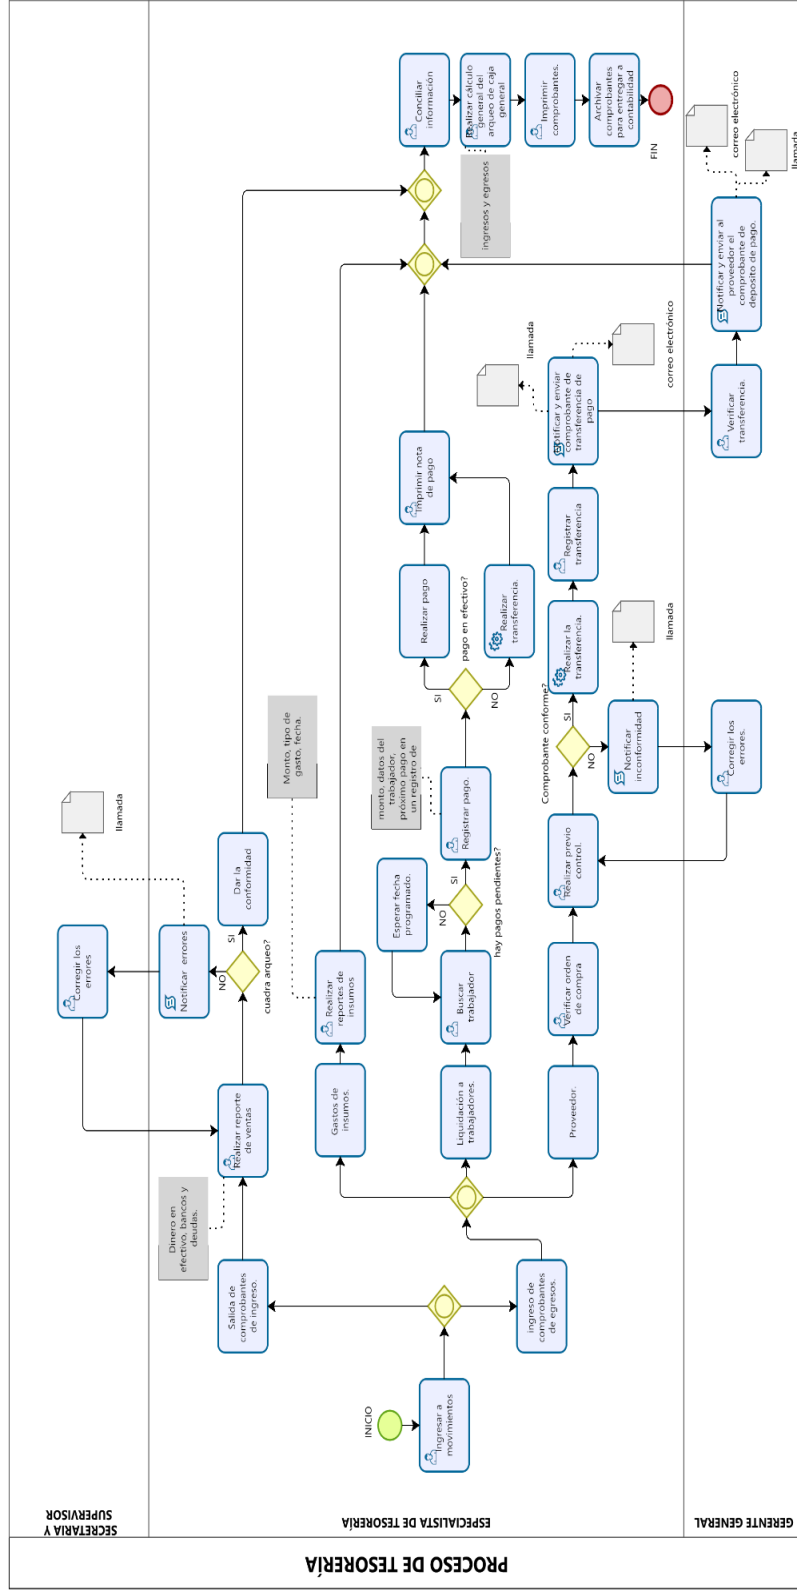 PROCESO DE TESORERÍA
SECRETARIA Y
SUPERVISOR
ESPECIALISTA DE TESORERÍA
GERENTE GENERAL
INICIO
Ingresar a
movimientos
Salida de
comprobantes
de ingreso.
Dinero en
efectivo, bancos y
deudas.
Realizar reporte
de ventas
cuadra arqueo?
NO
SI
Notificar errores
llamada
Corregir los
errores
Dar la
conformidad
ingreso de
comprobantes
de egresos.
Gastos de
insumos.
Realizar
reportes de
insumos
Monto, tipo de
gasto, fecha.
Liquidación a
trabajadores.
Buscar
trabajador
Esperar fecha
programado.
NO
SI
hay pagos pendientes?
Registrar pago.
monto, datos del
trabajador,
próximo pago en
un registro de
pago en efectivo?
SI
NO
Realizar pago
Realizar
transferencia.
Imprimir nota
de pago
Proveedor.
Verificar orden
de compra
Realizar previo
control.
Comprobante conforme?
SI
NO
Notificar
inconformidad
llamada
Corregir los
errores.
Realizar la
transferencia.
Registrar
transferencia
Notificar y enviar
comprobante de
transferencia de
pago
llamada
correo electrónico
Verificar
transferencia.
Notificar y enviar al
proveedor el
comprobante de
deposito de pago.
correo electrónico
llamada
Conciliar
información
Realizar cálculo
general del
arqueo de caja
general
ingresos y egresos
Imprimir
comprobantes.
Archivar
comprobantes
para entregar a
contabilidad
FIN